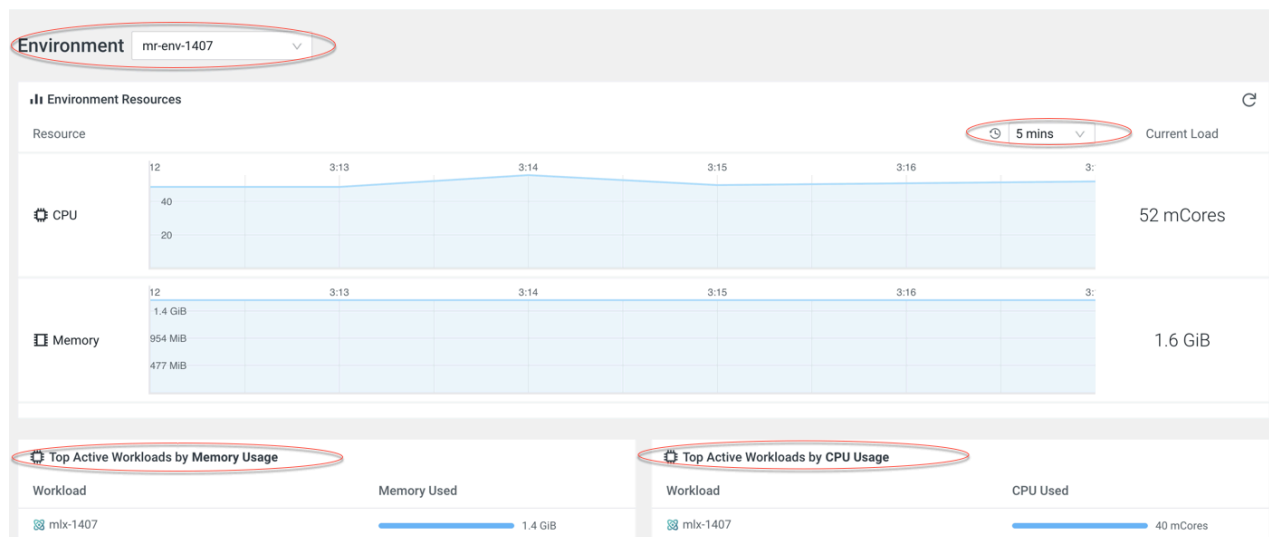 Environment mr-env-1407
Environment Resources
Resource 5 mins Current Load
12 3:13 3:14 3:15 3:16 3:
40
CPU 52 mCores
20
12 3:13 3:14 3:15 3:16 3:
1.4 GiB
954 MiB
Memory 1.6 GiB
477 MiB
Top Active Workloads by Memory Usage
Workload Memory Used
mlx-1407 1.4 GiB
Top Active Workloads by CPU Usage
Workload CPU Used
mlx-1407 40 mCores